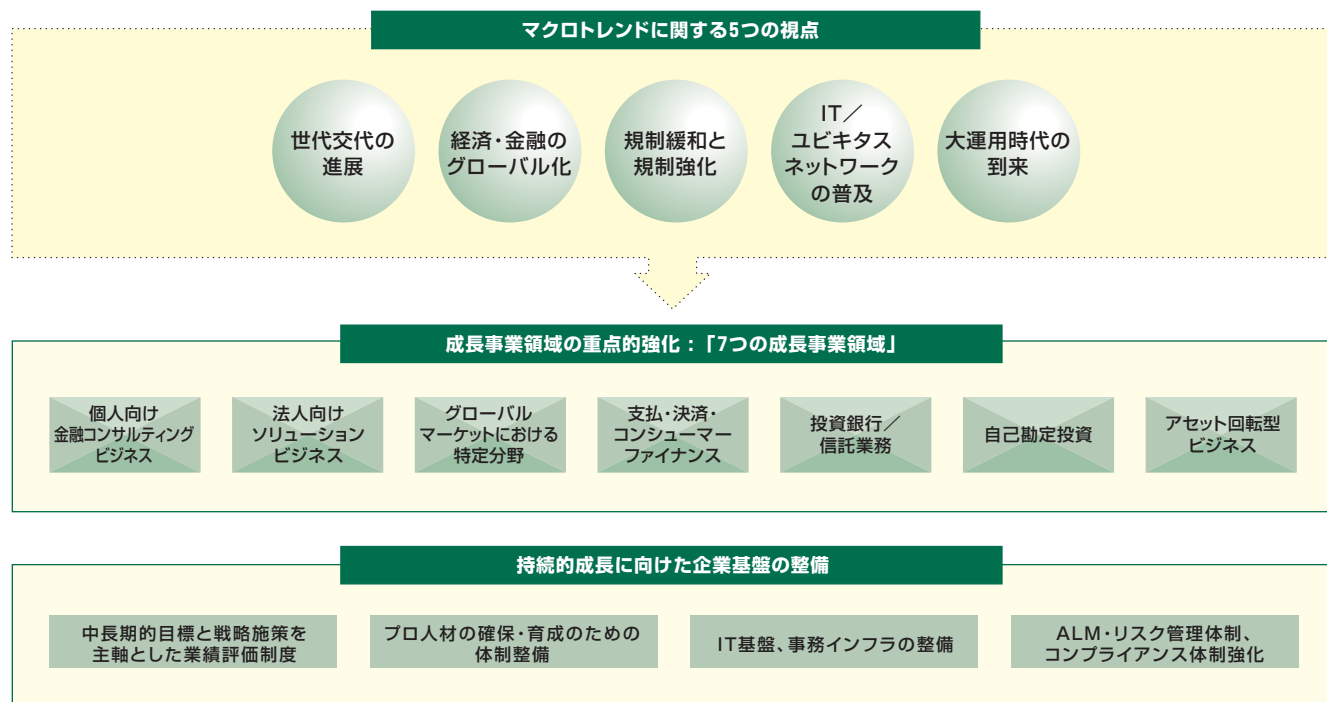 マクロトレンドに関する5つの視点
世代交代の
進展
経済・金融の
グローバル化
規制緩和と
規制強化
IT／
ユビキタス
ネットワーク
の普及
大運用時代の
到来
成長事業領域の重点的強化：「7つの成長事業領域」
個人向け
金融コンサルティング
ビジネス
法人向け
ソリューション
ビジネス
グローバル
マーケットにおける
特定分野
支払・決済・
コンシューマー
ファイナンス
投資銀行／
信託業務
自己勘定投資
アセット回転型
ビジネス
持続的成長に向けた企業基盤の整備
中長期的目標と戦略施策を
主軸とした業績評価制度
プロ人材の確保・育成のための
体制整備
IT基盤、事務インフラの整備
ALM・リスク管理体制、
コンプライアンス体制強化